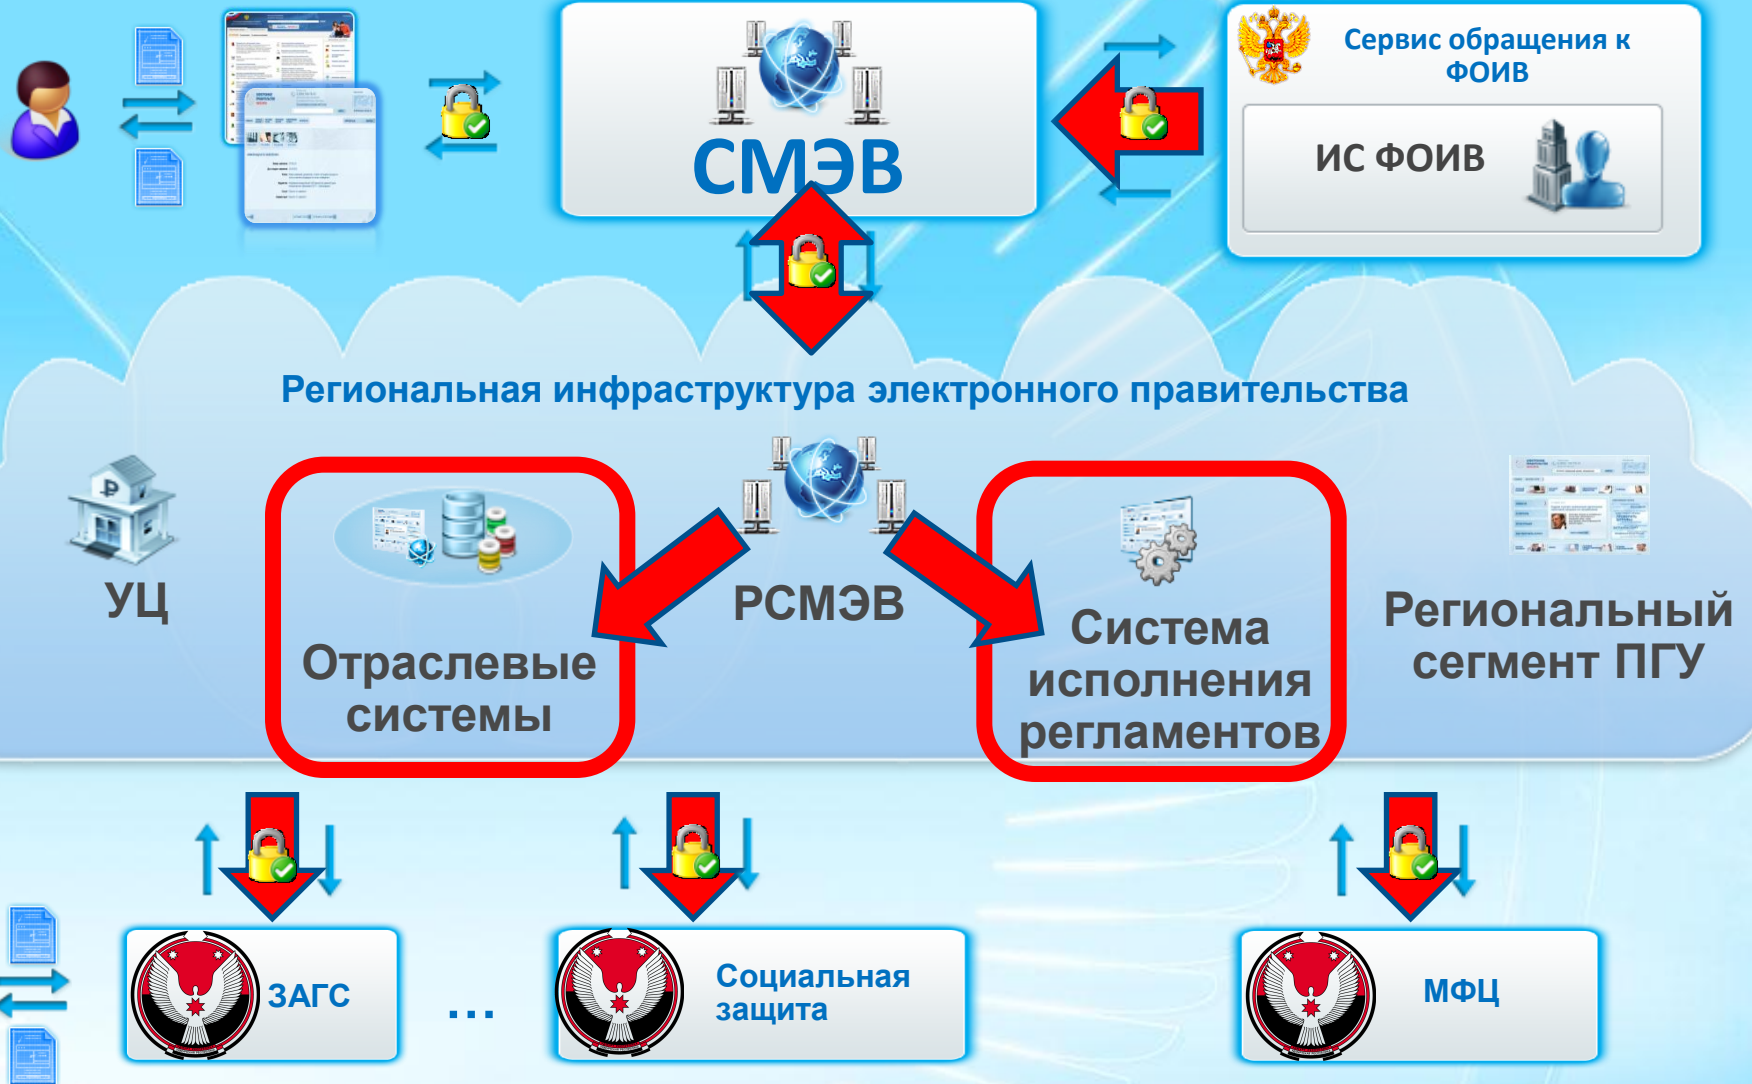 СМЭВ
Сервис обращения к
ФОИВ
ИС ФОИВ
Региональная инфраструктура электронного правительства
УЦ
Отраслевые
системы
РСМЭВ
Система
исполнения
регламентов
Региональный
сегмент ПГУ
ЗАГС
...
Социальная
защита
МФЦ